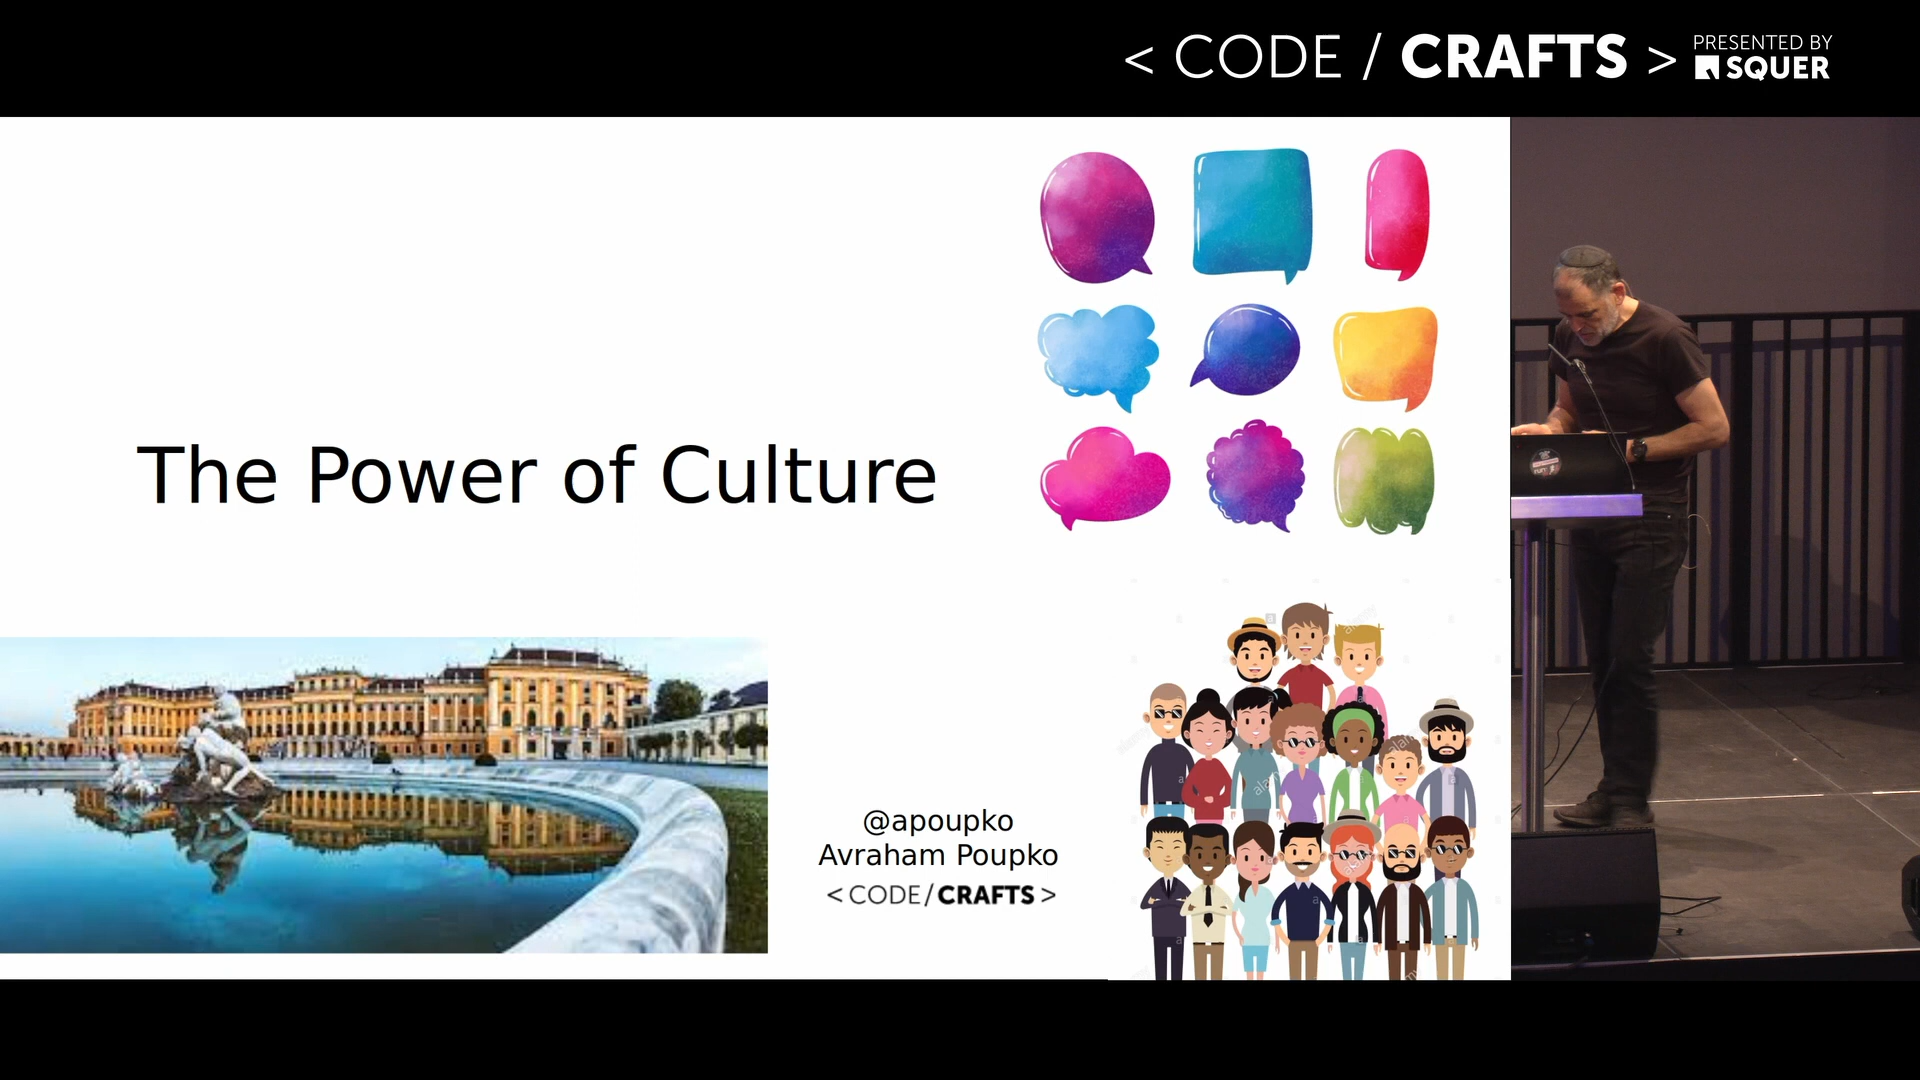 < CODE / CRAFTS >
PRESENTED BY
SQUER
The Power of Culture
@apoupko
Avraham Poupko
< CODE / CRAFTS >